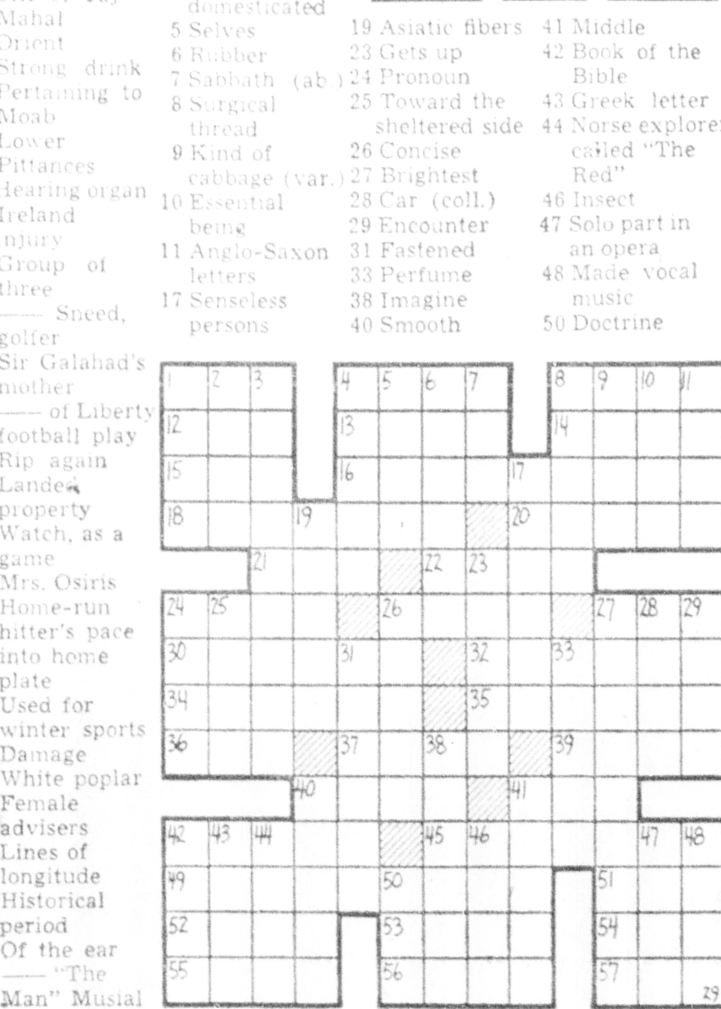 Mahal
Orient
Strong drink
Pertaining to
Moab
Lower
Pittances
Hearing organ
Ireland
Injury
Group of
three
—— Sneed,
golfer
Sir Galahad's
mother
—— of Liberty
football play
Rip again
Landed
property
Watch, as a
game
Mrs. Osiris
Home-run
hitter's pace
into home
plate
Used for
winter sports
Damage
White poplar
Female
advisers
Lines of
longitude
Historical
period
Of the ear
—— "The
Man" Musial
domesticated
5 Selves
6 Rubber
7 Sabbath (ab.)
8 Surgical
thread
9 Kind of
cabbage (var.)
10 Essential
being
11 Anglo-Saxon
letters
17 Senseless
persons
19 Asiatic fibers
23 Gets up
24 Pronoun
25 Toward the
sheltered side
26 Concise
27 Brightest
28 Car (coll.)
29 Encounter
31 Fastened
33 Perfume
38 Imagine
40 Smooth
41 Middle
42 Book of the
Bible
43 Greek letter
44 Norse explorer
called "The
Red"
46 Insect
47 Solo part in
an opera
48 Made vocal
music
50 Doctrine
1 2 3 4 5 6 7 8 9 10 11
12 13 14
15 16 17
18 19 20
21 22 23
24 25 26 27 28 29
30 31 32 33
34 35
36 37 38 39
40 41
42 43 44 45 46 47 48
49 50 51
52 53 54
55 56 57
29